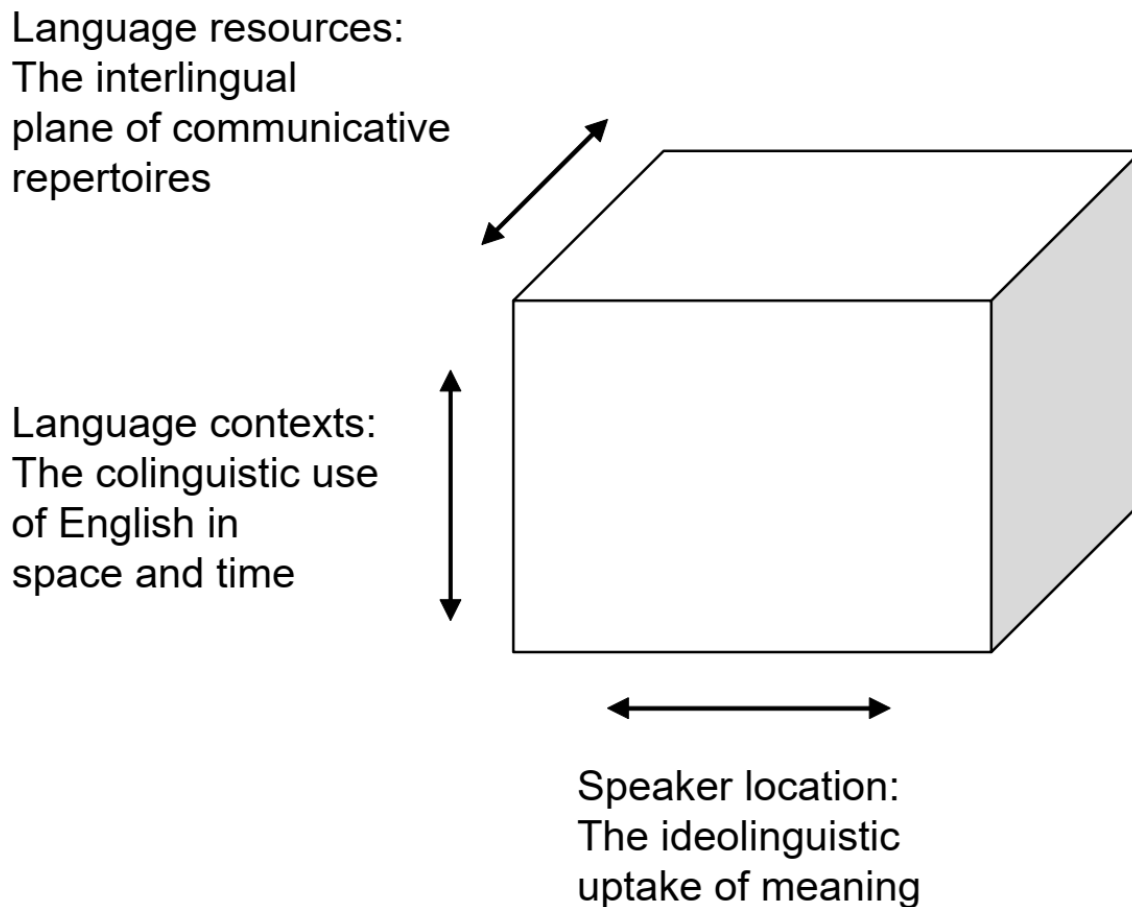 Language resources:
The interlingual
plane of communicative
repertoires
Language contexts:
The colinguistic use
of English in
space and time
Speaker location:
The ideolinguistic
uptake of meaning